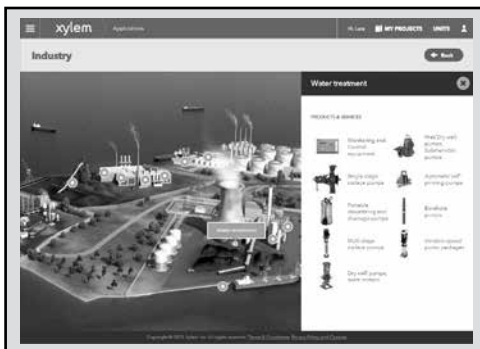 xylem
Applications
MY PROJECTS
UNITS
Industry
Back
Water treatment
PRODUCTS & SERVICES
Monitoring and
control
equipment
Single stage
surface pumps
Portable
dewatering and
drainage pumps
Multi stage
surface pumps
Dry well pumps,
Wet/Dry well
pumps,
Submersible
pumps
Automatic self
priming pumps
Borehole
pumps
Variable speed
pump packages
Water treatment